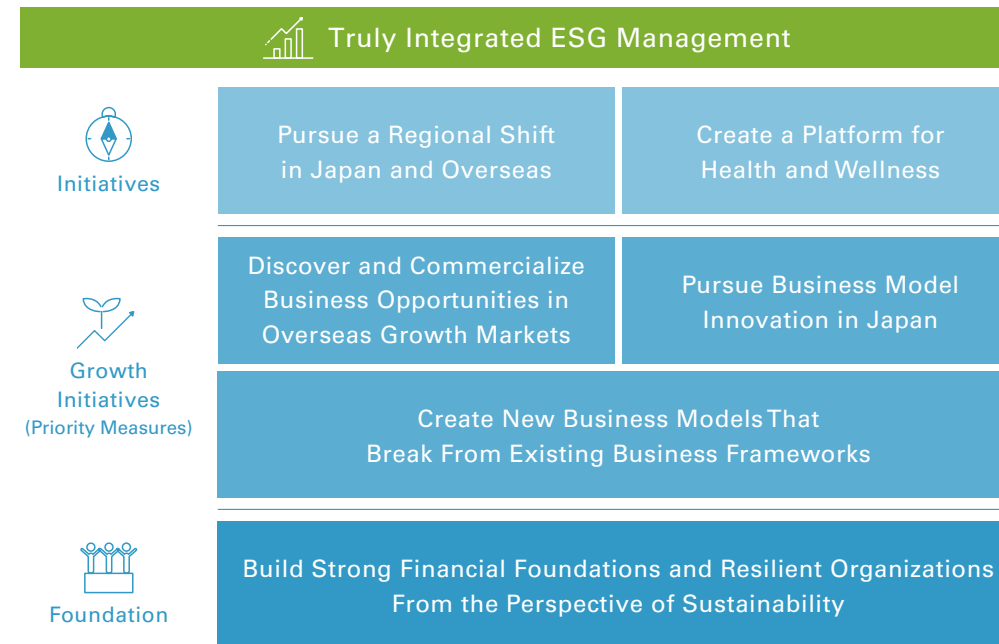 Truly Integrated ESG Management
Initiatives
Pursue a Regional Shift
in Japan and Overseas
Create a Platform for
Health and Wellness
Growth
Initiatives
(Priority Measures)
Discover and Commercialize
Business Opportunities in
Overseas Growth Markets
Pursue Business Model
Innovation in Japan
Create New Business Models That
Break From Existing Business Frameworks
Foundation
Build Strong Financial Foundations and Resilient Organizations
From the Perspective of Sustainability